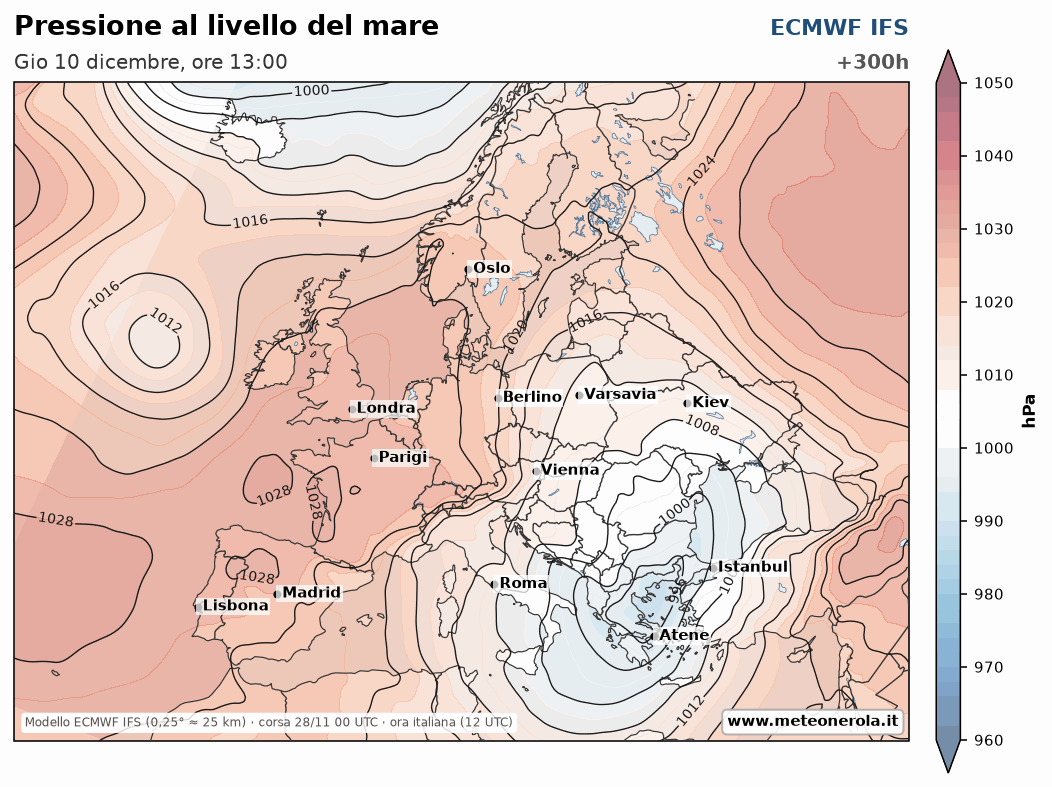 Pressione al livello del mare
ECMWF IFS
Gio 10 dicembre, ore 13:00
+300h
1000
1050
1040
1024
1016
1030
Oslo
1016
1012
1020
1016
1020
1010
Berlino
Varsavia
Kiev
Londra
1008
hPa
Parigi
1000
Vienna
1028
1028
1000
1028
990
1028
Istanbul
100
Roma
996
Madrid
980
Lisbona
Atene
970
1012
Modello ECMWF IFS (0,25° ≈ 25 km) · corsa 28/11 00 UTC · ora italiana (12 UTC)
www.meteonerola.it
960